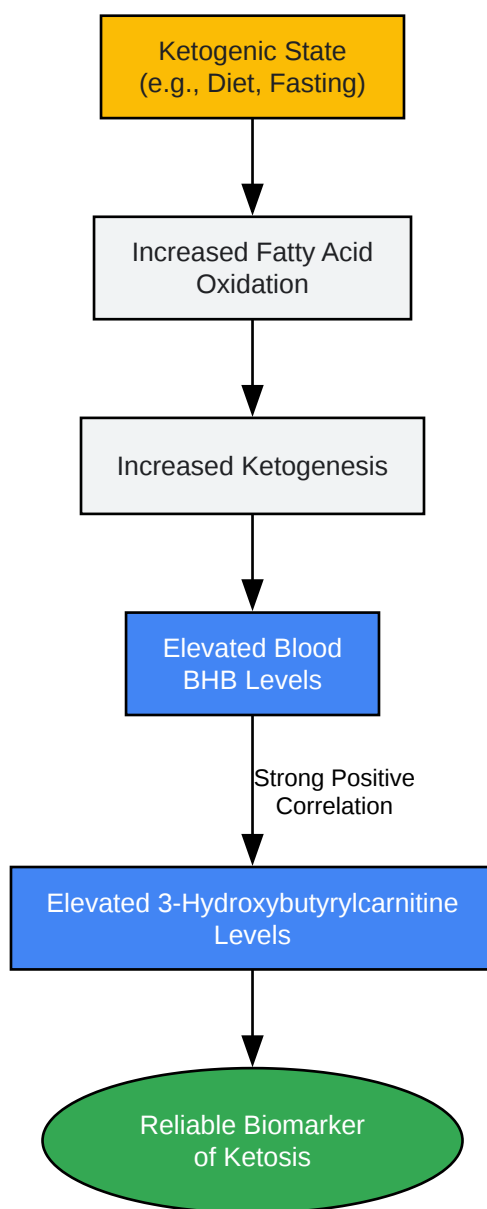 Ketogenic State
(e.g., Diet, Fasting)
Increased Fatty Acid
Oxidation
Increased Ketogenesis
Elevated Blood
BHB Levels
Strong Positive
Correlation
Elevated 3-Hydroxybutyrylcarnitine
Levels
Reliable Biomarker
of Ketosis